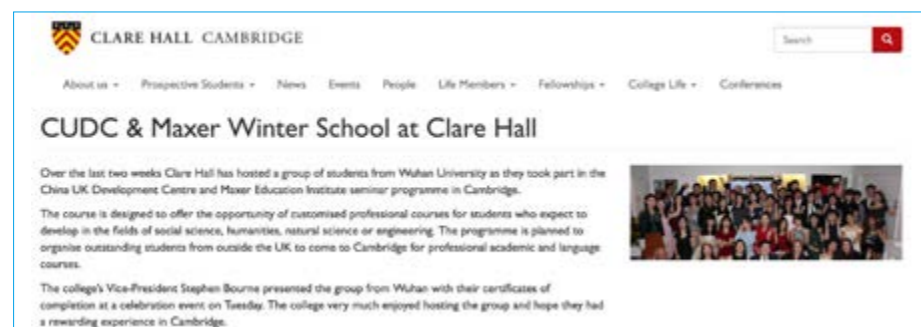 CLARE HALL CAMBRIDGE
Search
About us
Prospective Students
News
Events
People
Life Members
Fellowships
College Life
Conferences
CUDC & Maxer Winter School at Clare Hall
Over the last two weeks Clare Hall has hosted a group of students from Wuhan University as they took part in the
China UK Development Centre and Maxer Education Institute seminar programme in Cambridge.
The course is designed to offer the opportunity of customised professional courses for students who expect to
develop in the fields of social science, humanities, natural science or engineering. The programme is planned to
organise outstanding students from outside the UK to come to Cambridge for professional academic and language
courses.
The college's Vice-President Stephen Bourne presented the group from Wuhan with their certificates of
completion at a celebration event on Tuesday. The college very much enjoyed hosting the group and hope they had
a rewarding experience in Cambridge.